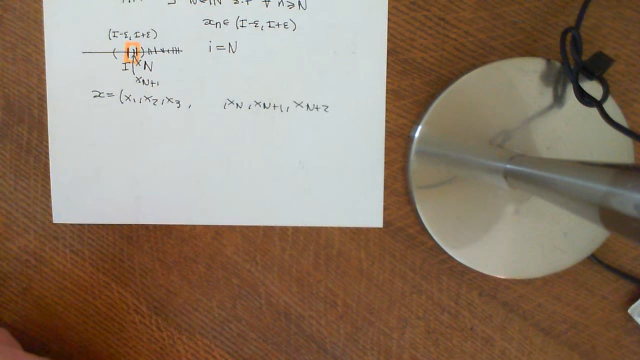 xₙ ∈ (I-ε, I+ε)
(I-ε, I+ε)
i = N
I xN
xN+1
x = (x₁, x₂, x₃, , xN, xN+1, xN+2